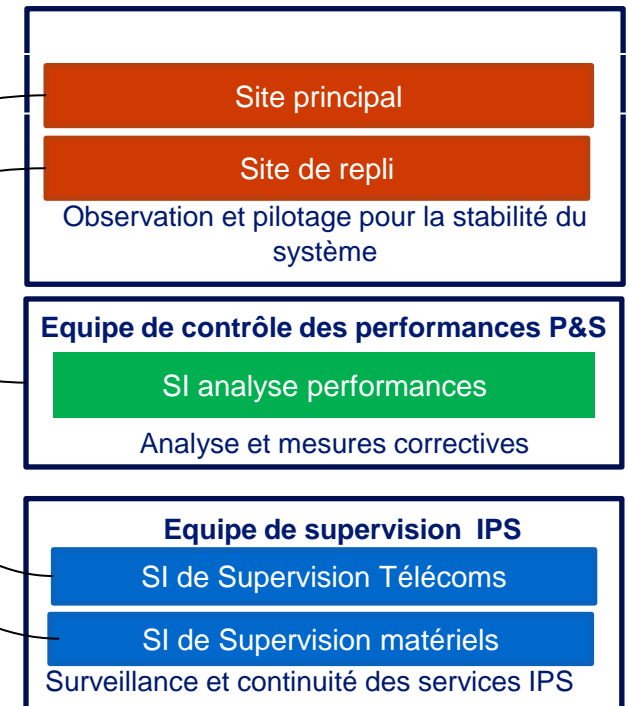 Site principal
Site de repli
Observation et pilotage pour la stabilité du
système
Equipe de contrôle des performances P&S
SI analyse performances
Analyse et mesures correctives
Equipe de supervision IPS
SI de Supervision Télécoms
SI de Supervision matériels
Surveillance et continuité des services IPS